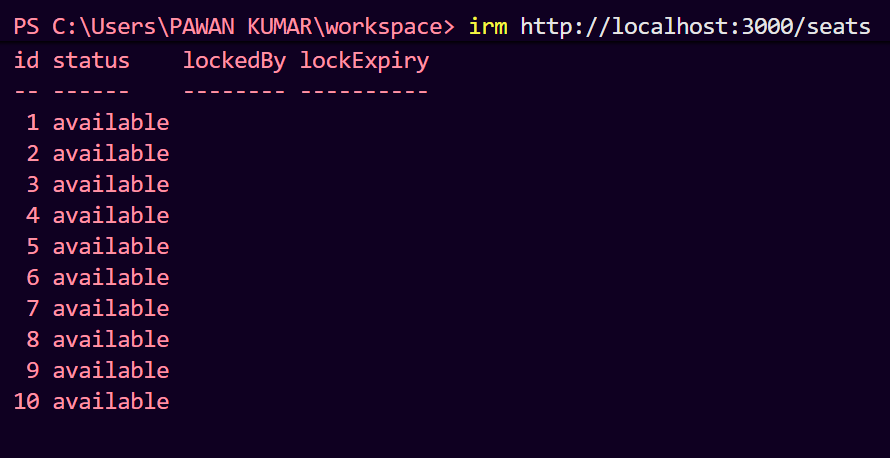 PS C:\Users\PAWAN KUMAR\workspace> irm http://localhost:3000/seats
id status    lockedBy lockExpiry
-- ------    -------- ----------
 1 available
 2 available
 3 available
 4 available
 5 available
 6 available
 7 available
 8 available
 9 available
10 available